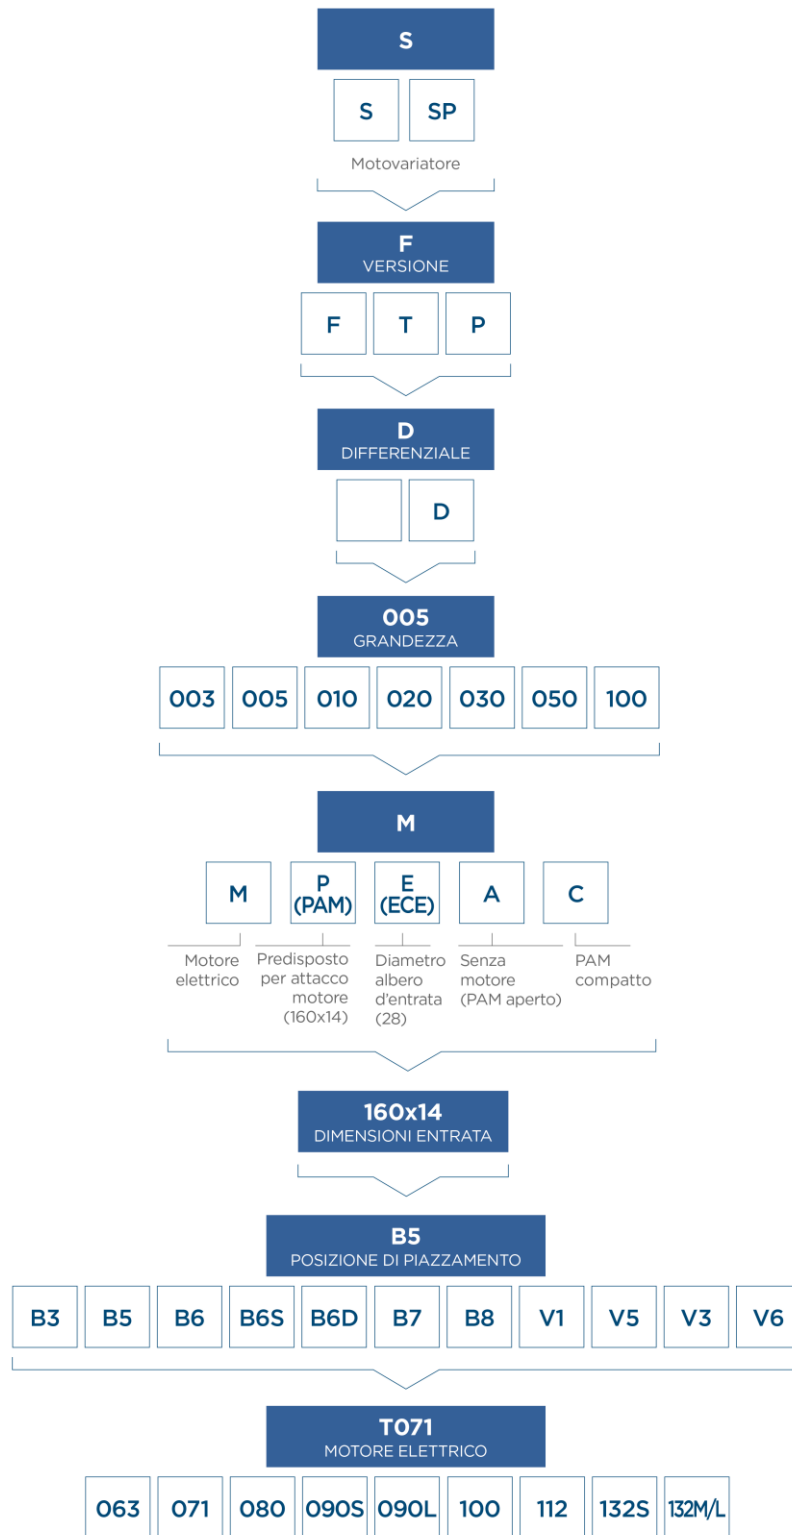 S
S SP
Motovariatore
F
VERSIONE
F T P
D
DIFFERENZIALE
D
005
GRANDEZZA
003 005 010 020 030 050 100
M
M P (PAM) E (ECE) A C
Motore
elettrico
Predisposto
per attacco
motore
(160x14)
Diametro
albero
d'entrata
(28)
Senza
motore
(PAM aperto)
PAM
compatto
160x14
DIMENSIONI ENTRATA
B5
POSIZIONE DI PIAZZAMENTO
B3 B5 B6 B6S B6D B7 B8 V1 V5 V3 V6
T071
MOTORE ELETTRICO
063 071 080 090S 090L 100 112 132S 132M/L